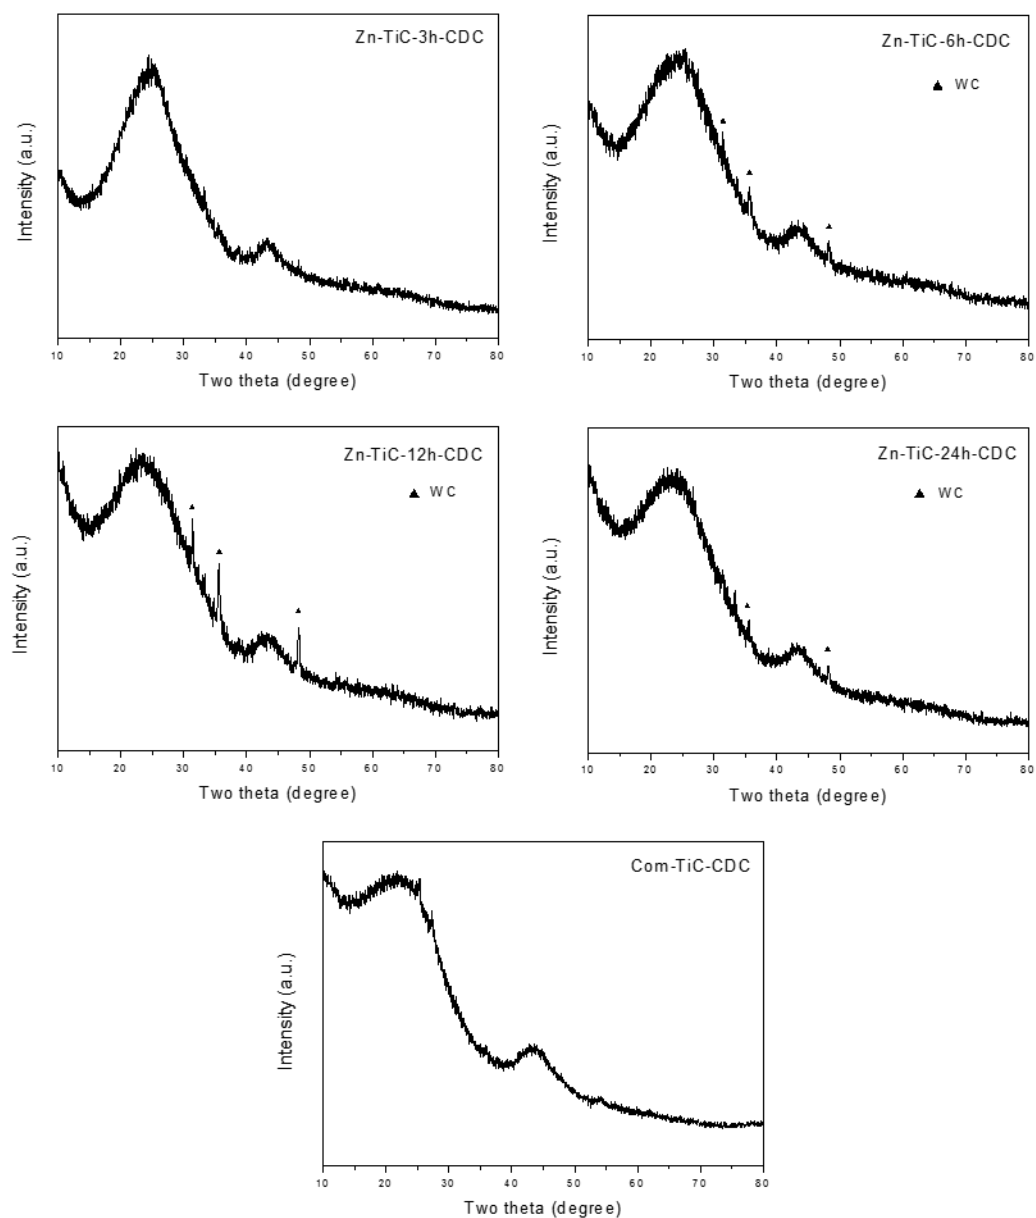 Zn-TiC-3h-CDC
Intensity (a.u.)
10 20 30 40 50 60 70 80
Two theta (degree)
Zn-TiC-6h-CDC
▲ WC
Intensity (a.u.)
10 20 30 40 50 60 70 80
Two theta (degree)
Zn-TiC-12h-CDC
▲ WC
Intensity (a.u.)
10 20 30 40 50 60 70 80
Two theta (degree)
Zn-TiC-24h-CDC
▲ WC
Intensity (a.u.)
10 20 30 40 50 60 70 80
Two theta (degree)
Com-TiC-CDC
Intensity (a.u.)
10 20 30 40 50 60 70 80
Two theta (degree)